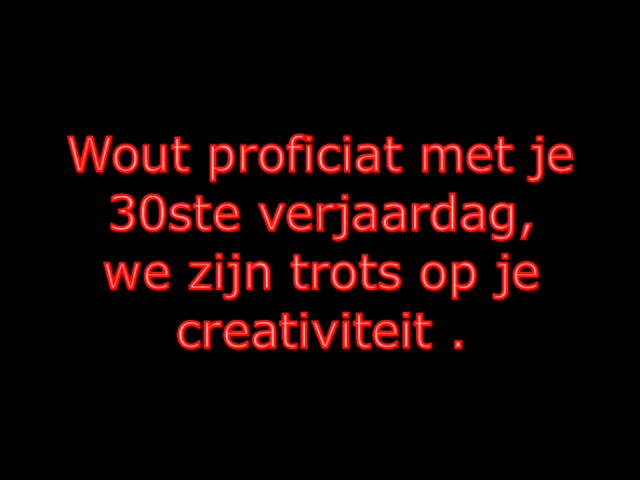 Wout proficiat met je
30ste verjaardag,
we zijn trots op je
creativiteit .